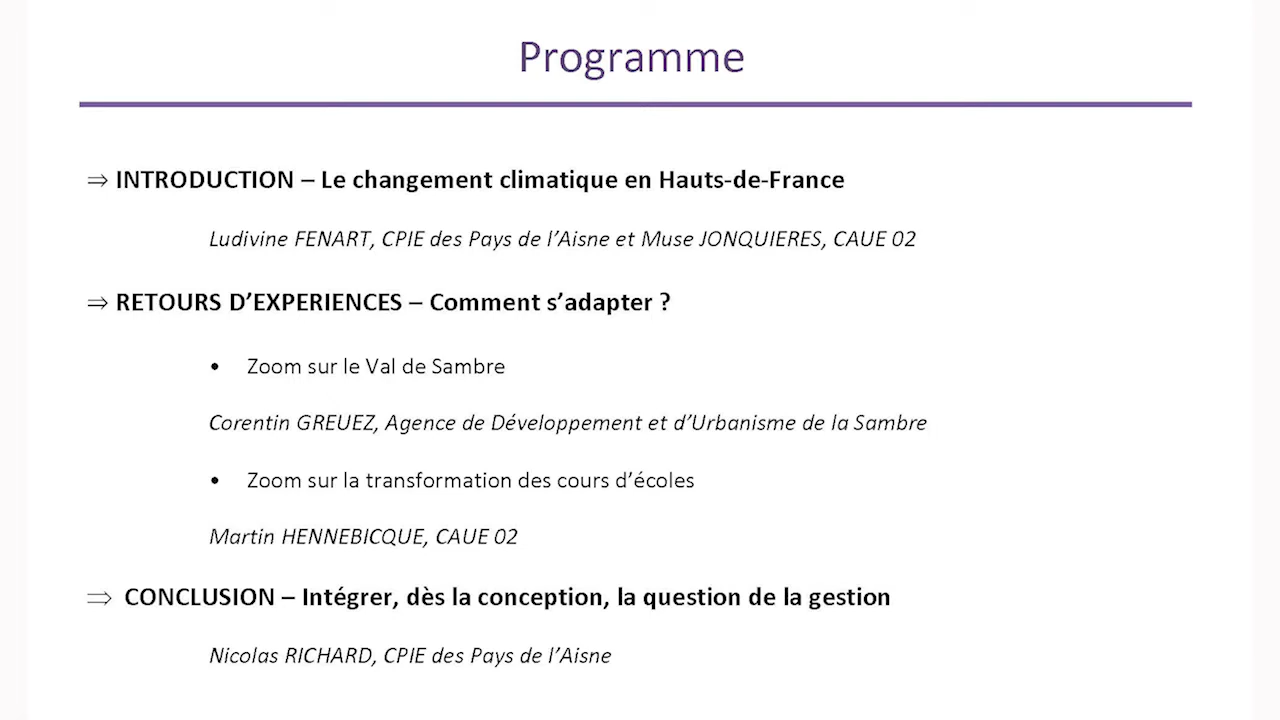 Programme
⇒ INTRODUCTION – Le changement climatique en Hauts-de-France
Ludivine FENART, CPIE des Pays de l’Aisne et Muse JONQUIERES, CAUE 02
⇒ RETOURS D’EXPERIENCES – Comment s’adapter ?
• Zoom sur le Val de Sambre
Corentin GREUEZ, Agence de Développement et d’Urbanisme de la Sambre
• Zoom sur la transformation des cours d’écoles
Martin HENNEBICQUE, CAUE 02
⇒ CONCLUSION – Intégrer, dès la conception, la question de la gestion
Nicolas RICHARD, CPIE des Pays de l’Aisne